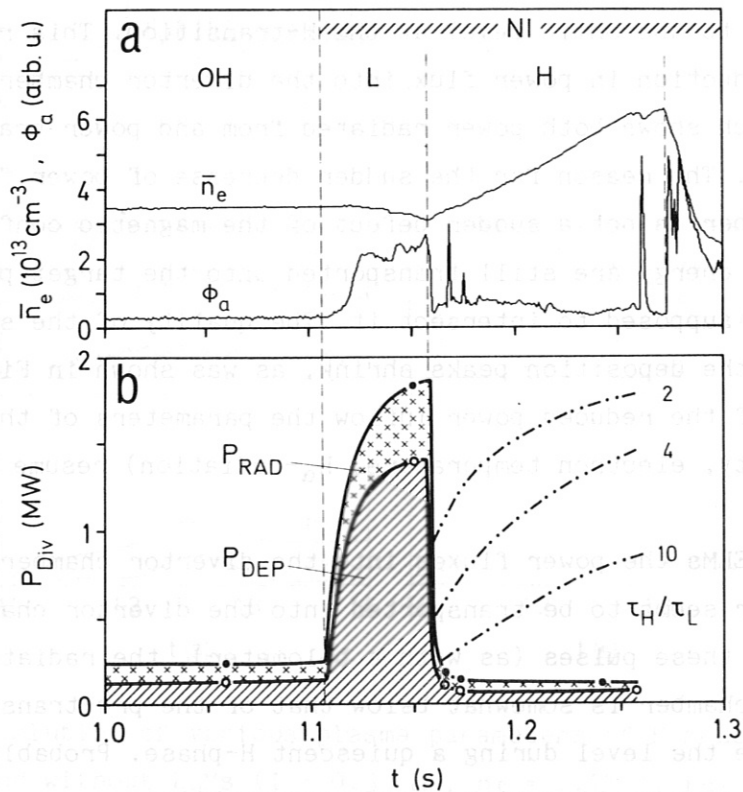 a
NI
OH
L
H
n̄e (10¹³ cm⁻³), Φa (arb. u.)
6
4
2
0
n̄e
Φa
b
2
1
0
PDiv (MW)
PRAD
PDEP
2
4
10
τH/τL
1.0
1.1
1.2
1.3
t (s)